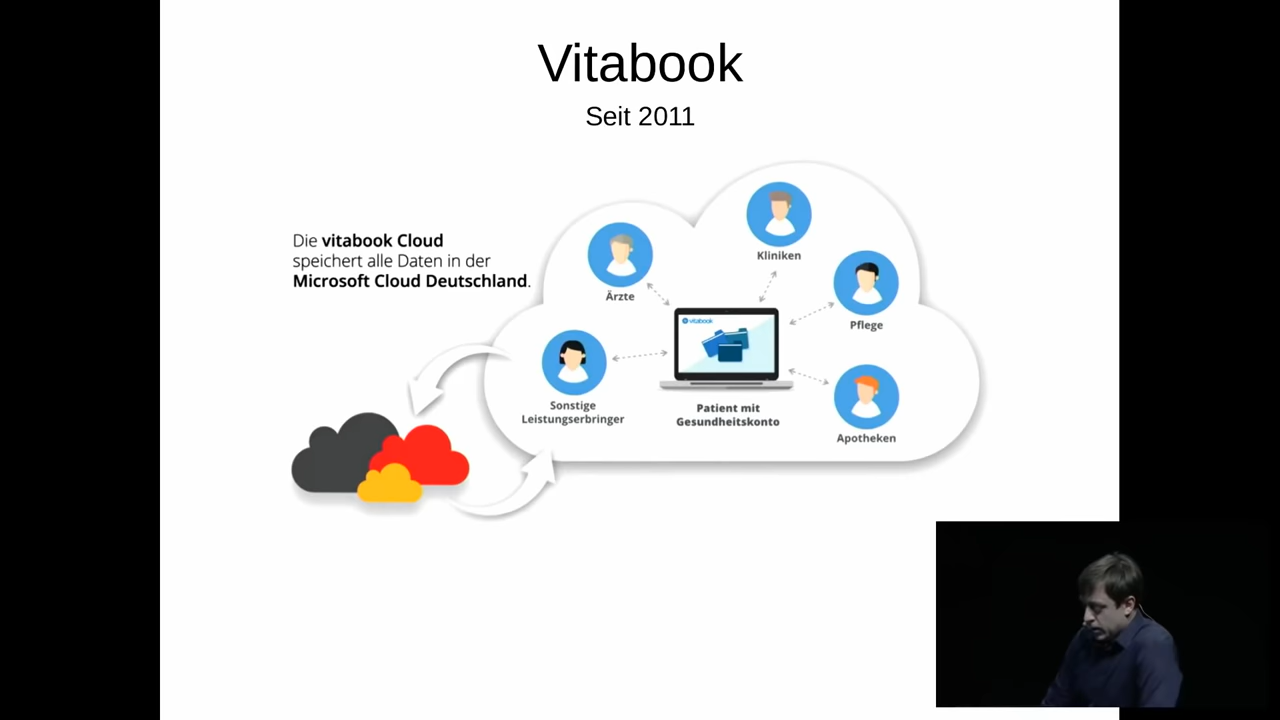 Vitabook
Seit 2011
Die vitabook Cloud
speichert alle Daten in der
Microsoft Cloud Deutschland.
Kliniken
Ärzte
Pflege
vitabook
Sonstige
Leistungserbringer
Patient mit
Gesundheitskonto
Apotheken